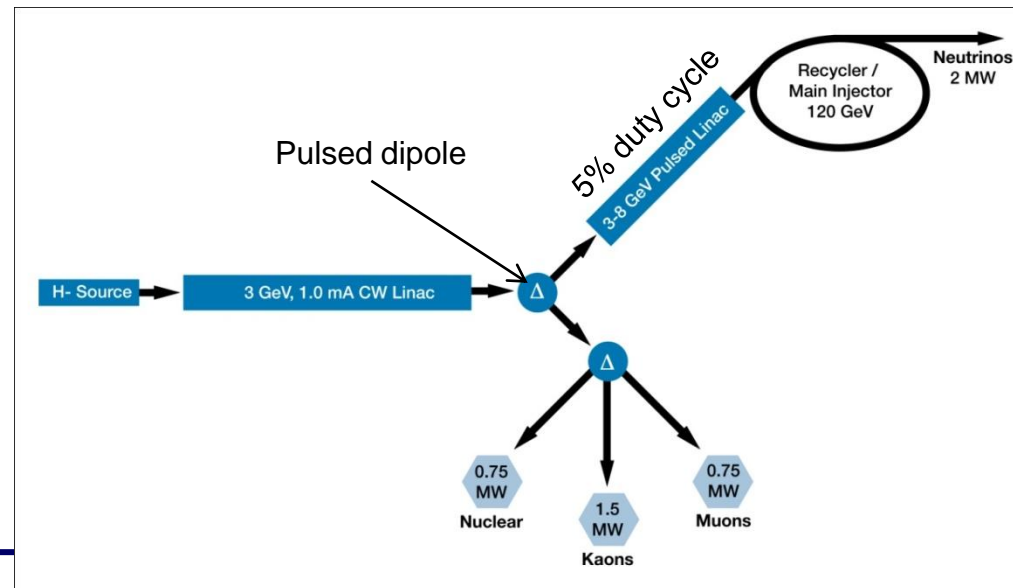 Neutrinos
2 MW
Recycler /
Main Injector
120 GeV
5% duty cycle
3-8 GeV Pulsed Linac
Pulsed dipole
H- Source
3 GeV, 1.0 mA CW Linac
Δ
Δ
0.75
MW
Nuclear
1.5
MW
Kaons
0.75
MW
Muons